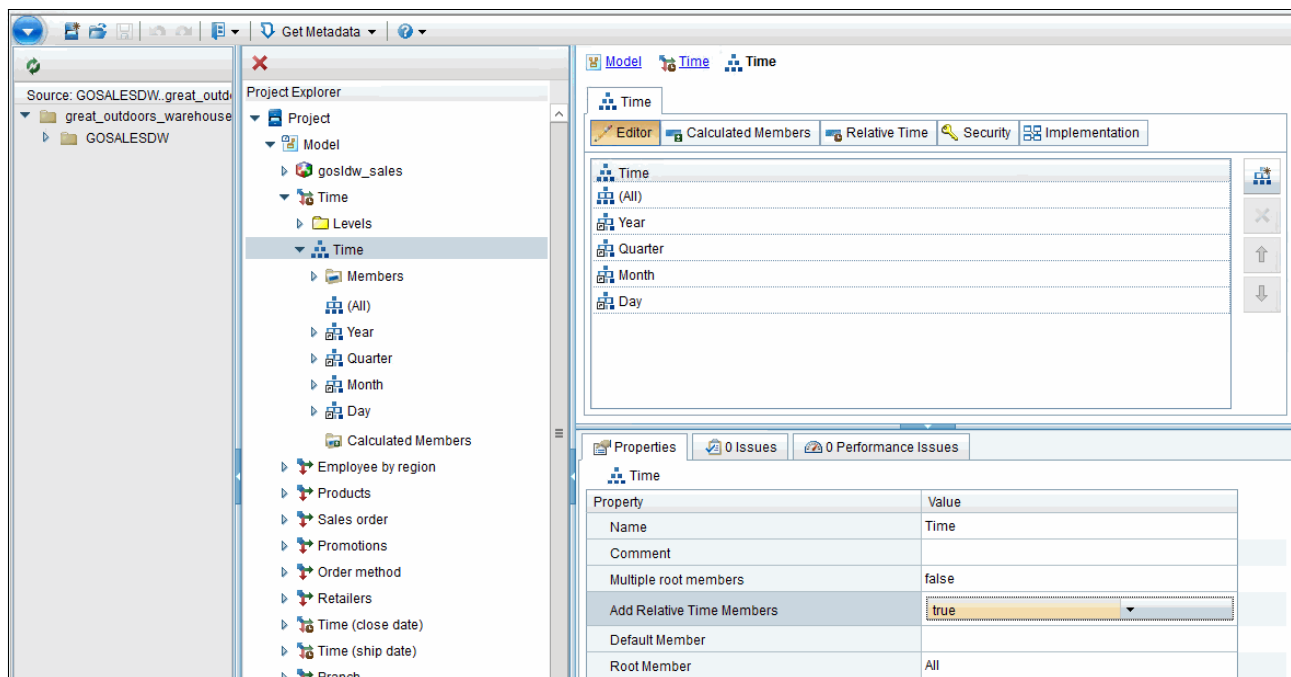 Get Metadata
Source: GOSALESDW..great_outd
great_outdoors_warehouse
GOSALESDW
Project Explorer
Project
Model
gosldw_sales
Time
Levels
Time
Members
(All)
Year
Quarter
Month
Day
Calculated Members
Employee by region
Products
Sales order
Promotions
Order method
Retailers
Time (close date)
Time (ship date)
Branch
Model Time Time
Time
Editor Calculated Members Relative Time Security Implementation
Time
(All)
Year
Quarter
Month
Day
Properties 0 Issues 0 Performance Issues
Time
Property Value
Name Time
Comment
Multiple root members false
Add Relative Time Members true
Default Member
Root Member All